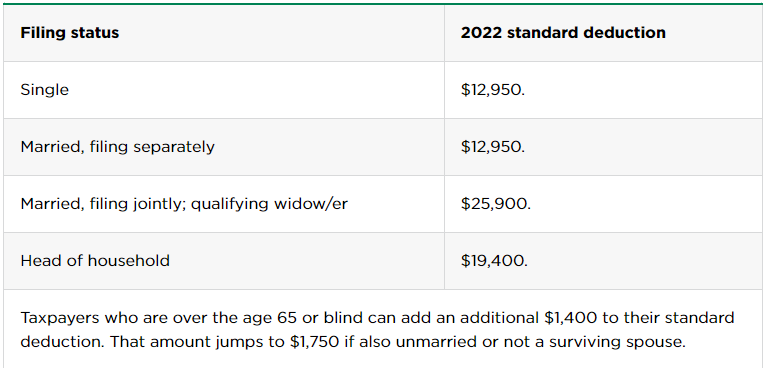 Filing status 2022 standard deduction
Single $12,950.
Married, filing separately $12,950.
Married, filing jointly; qualifying widow/er $25,900.
Head of household $19,400.
Taxpayers who are over the age 65 or blind can add an additional $1,400 to their standard
deduction. That amount jumps to $1,750 if also unmarried or not a surviving spouse.